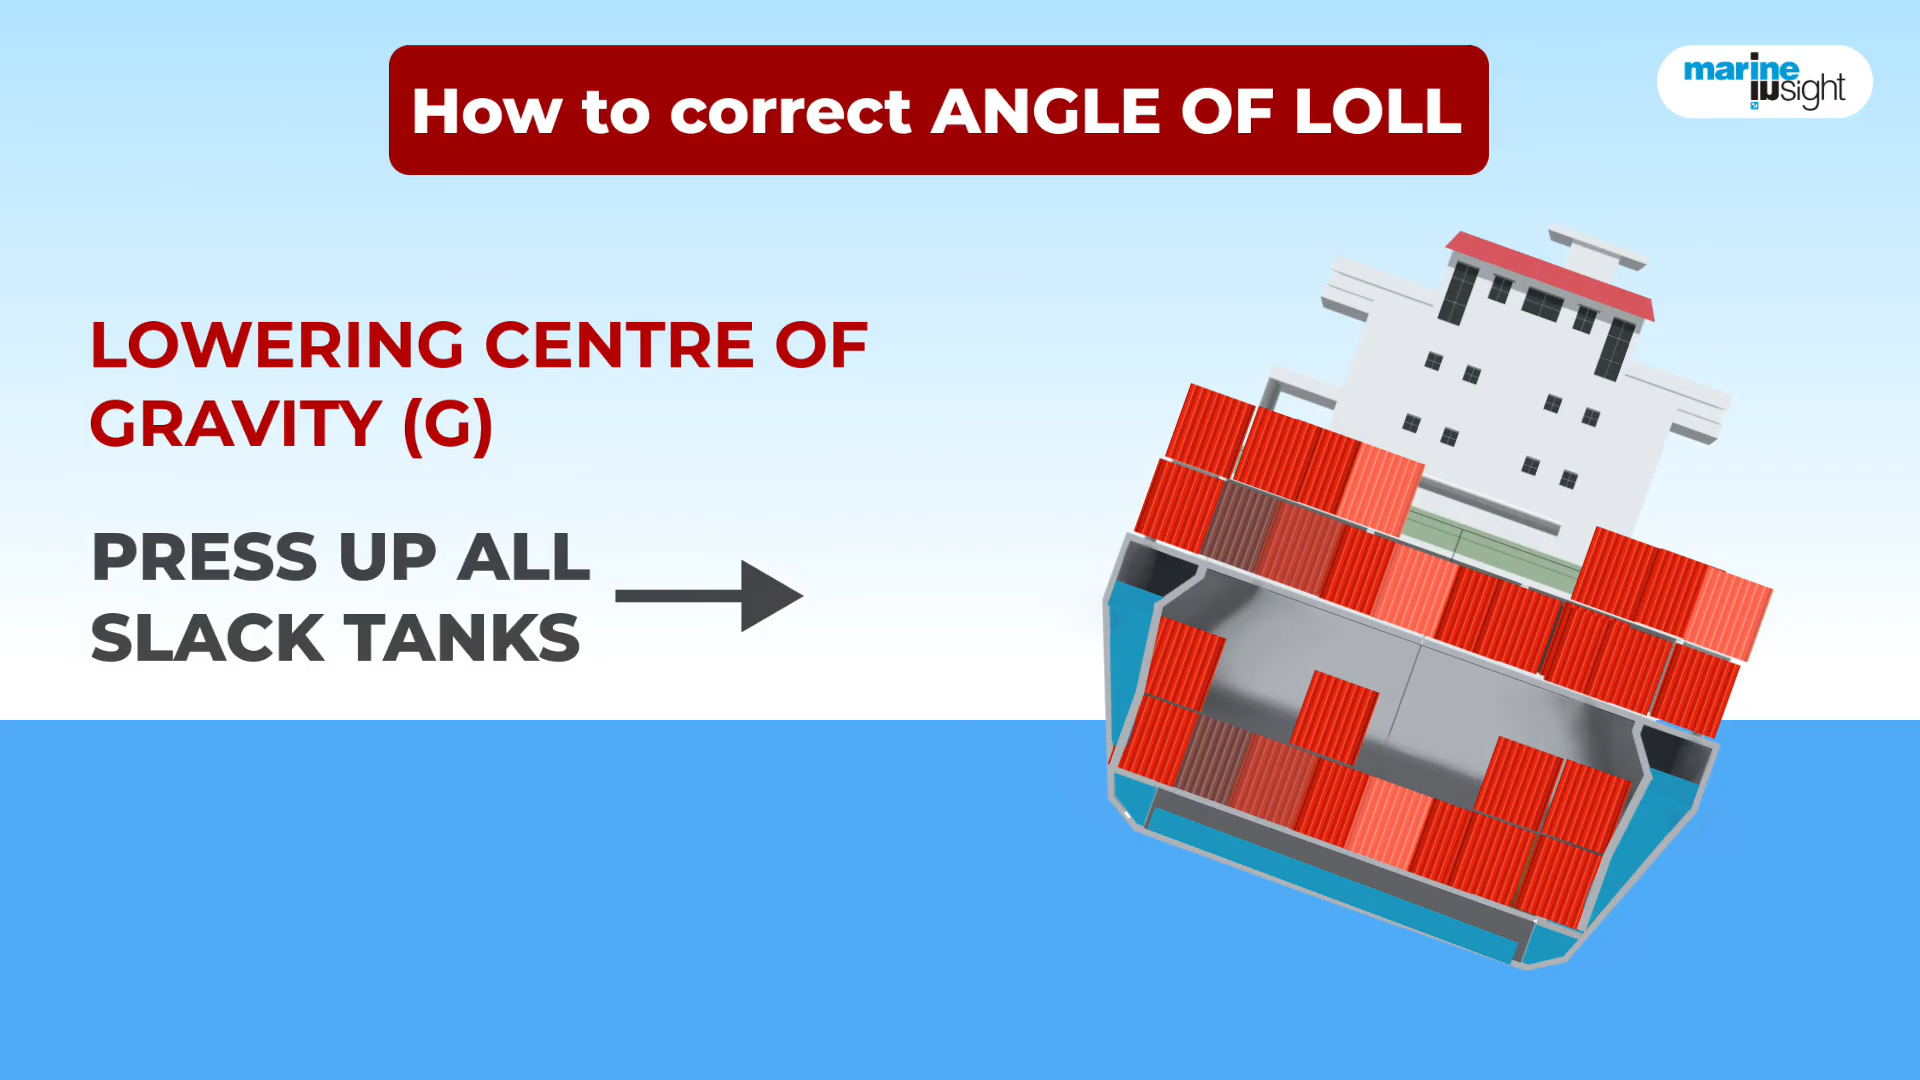 How to correct ANGLE OF LOLL
marine
insight
LOWERING CENTRE OF
GRAVITY (G)
PRESS UP ALL
SLACK TANKS